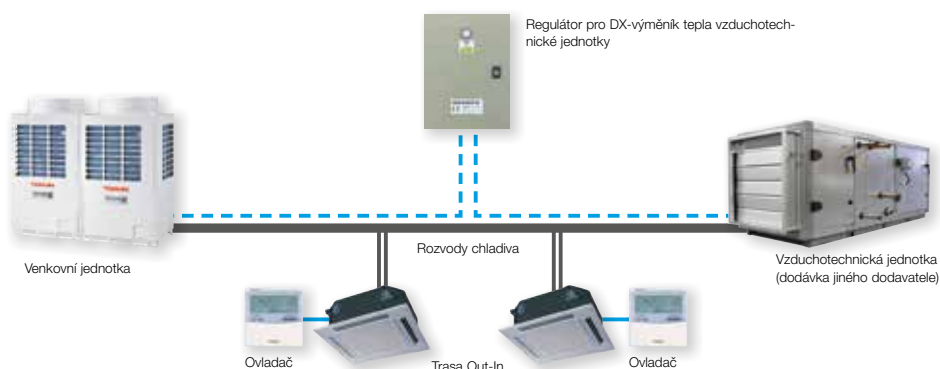 Regulátor pro DX-výměník tepla vzduchotech-
nické jednotky
Rozvody chladiva
Venkovní jednotka
Vzduchotechnická jednotka
(dodávka jiného dodavatele)
Ovladač
Trasa Out-In
Ovladač